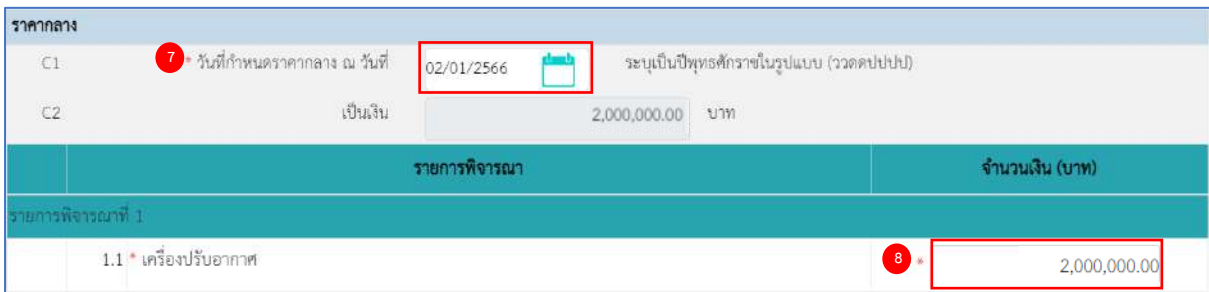 ราคากลาง
C1 7 * วันที่กำหนดราคากลาง ณ วันที่ 02/01/2566 ระบุเป็นปีพุทธศักราชในรูปแบบ (ววดดปปปป)
C2 เป็นเงิน 2,000,000.00 บาท
รายการพิจารณา จำนวนเงิน (บาท)
รายการพิจารณาที่ 1
1.1 * เครื่องปรับอากาศ 8 * 2,000,000.00